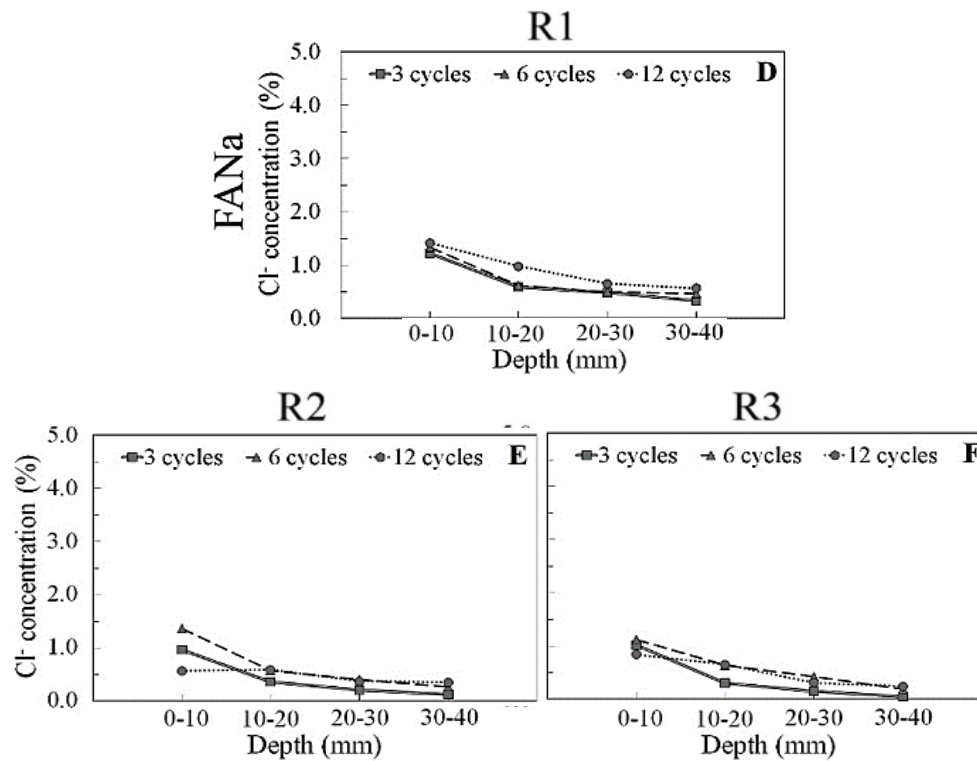 R1
FANa
Cl⁻ concentration (%)
5.0
4.0
3.0
2.0
1.0
0.0
3 cycles 6 cycles 12 cycles D
0-10 10-20 20-30 30-40
Depth (mm)
R2
Cl⁻ concentration (%)
5.0
4.0
3.0
2.0
1.0
0.0
3 cycles 6 cycles 12 cycles E
0-10 10-20 20-30 30-40
Depth (mm)
R3
3 cycles 6 cycles 12 cycles F
0-10 10-20 20-30 30-40
Depth (mm)